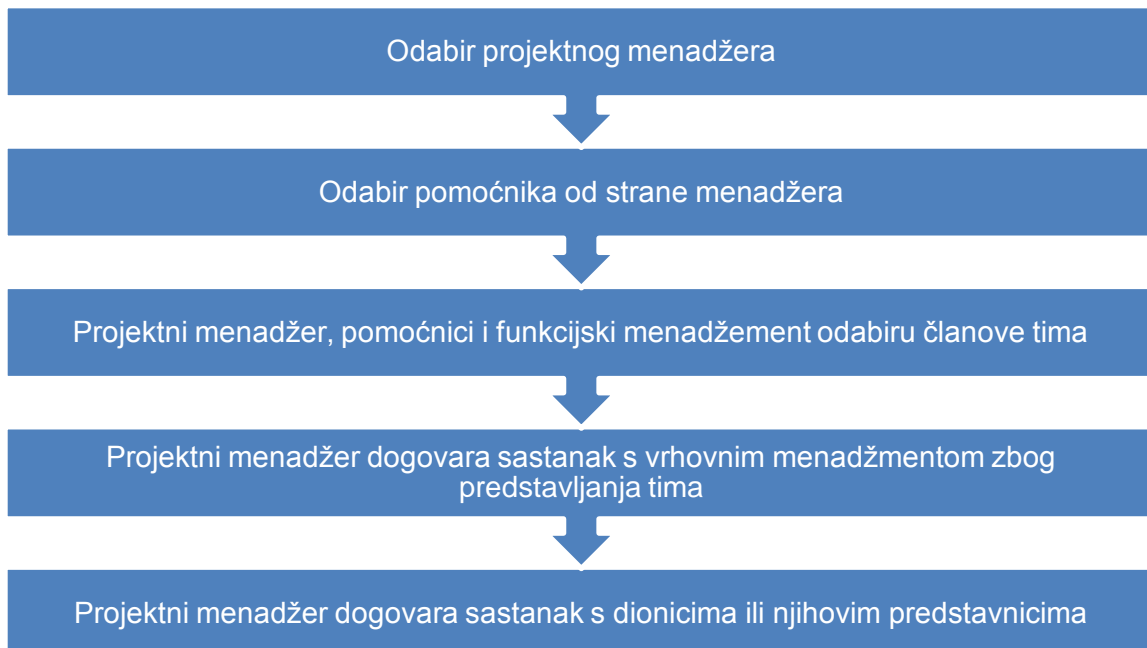 Odabir projektnog menadžera
Odabir pomoćnika od strane menadžera
Projektni menadžer, pomoćnici i funkcijski menadžement odabiru članove tima
Projektni menadžer dogovara sastanak s vrhovnim menadžmentom zbog
predstavljanja tima
Projektni menadžer dogovara sastanak s dionicima ili njihovim predstavnicima